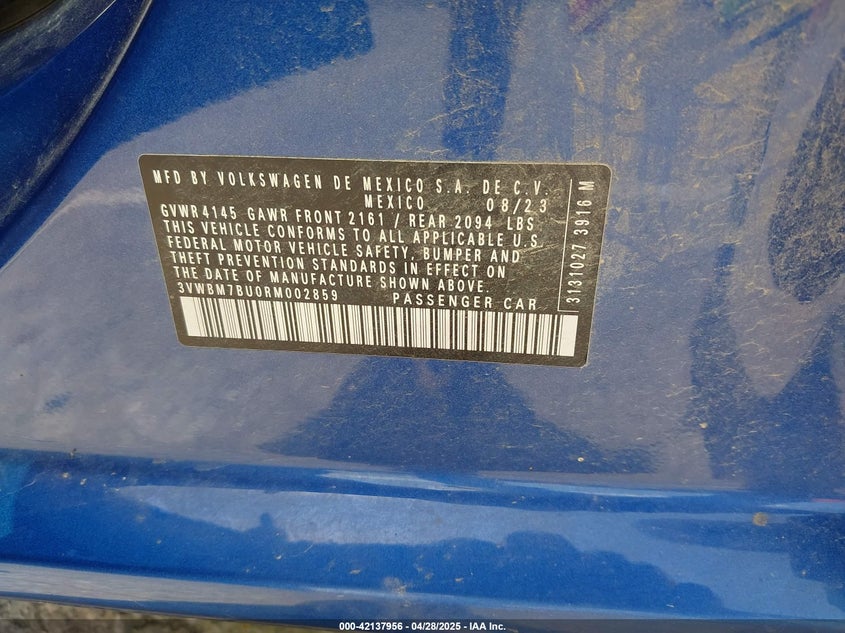 MFD BY VOLKSWAGEN DE MEXICO S.A. DE C.V.
MEXICO 08/23
GVWR 4145 GAWR FRONT 2161 / REAR 2094 LBS
THIS VEHICLE CONFORMS TO ALL APPLICABLE U.S.
FEDERAL MOTOR VEHICLE SAFETY, BUMPER AND
THEFT PREVENTION STANDARDS IN EFFECT ON
THE DATE OF MANUFACTURE SHOWN ABOVE.
3VWBM7BU0RM002859 PASSENGER CAR
3131027 3916 M
000-42137956 | 04/28/2025 - IAA Inc.